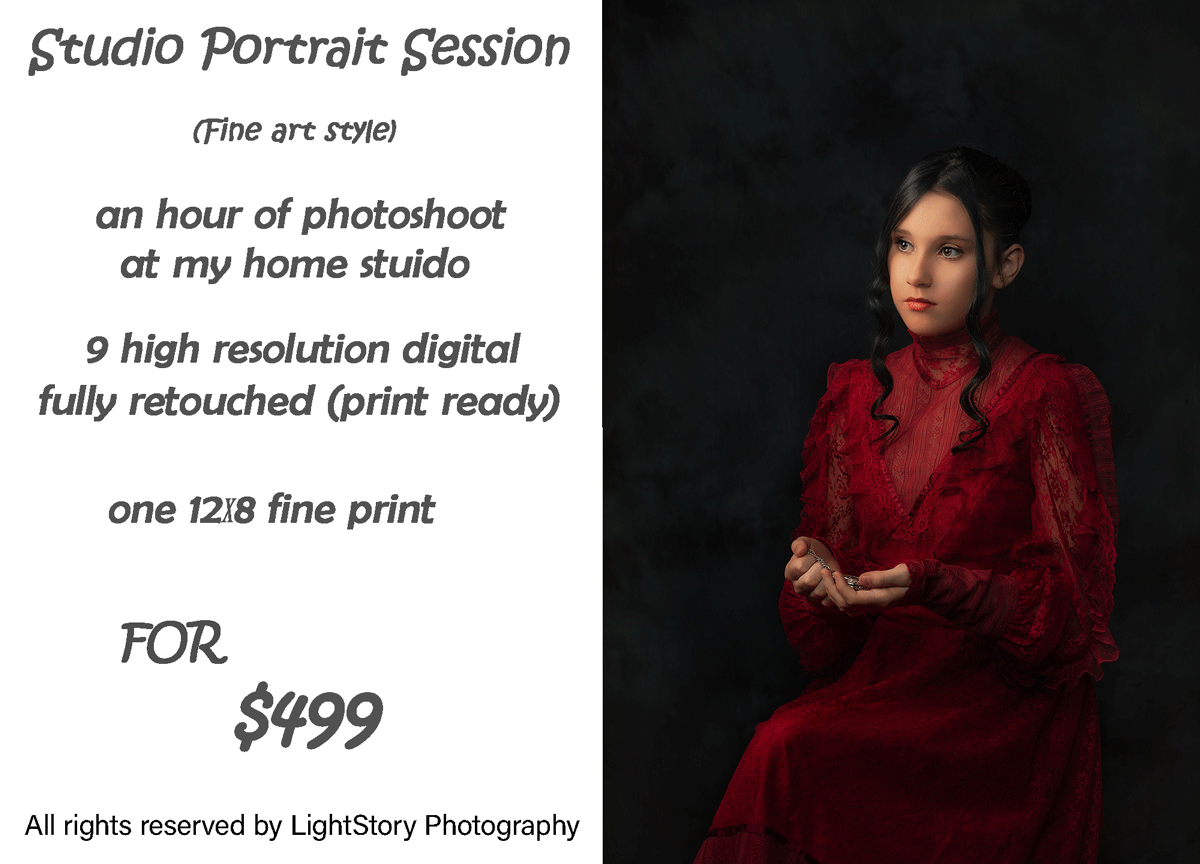 Studio Portrait Session
(Fine art style)
an hour of photoshoot
at my home stuido
9 high resolution digital
fully retouched (print ready)
one 12X8 fine print
FOR
$499
All rights reserved by LightStory Photography